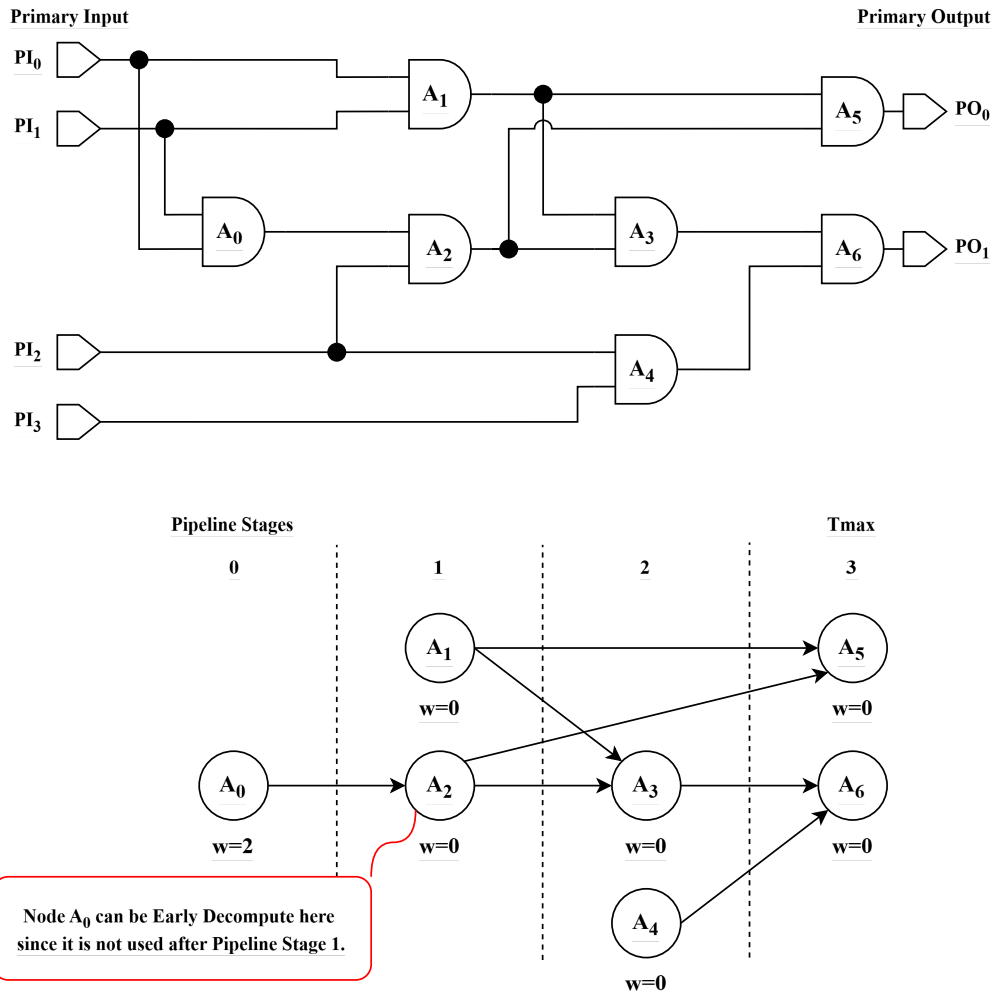 Primary Input
Primary Output
PI0
PI1
PI2
PI3
A1
A0
A2
A3
A4
A5
A6
PO0
PO1
Pipeline Stages
Tmax
0
1
2
3
A1
w=0
A5
w=0
A0
w=2
A2
w=0
A3
w=0
A6
w=0
A4
w=0
Node A0 can be Early Decompute here
since it is not used after Pipeline Stage 1.